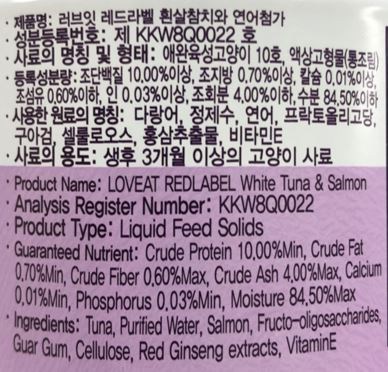 · 제품명: 러브잇 레드라벨 흰살참치와 연어첨가
· 성분등록번호: 제 KKW8Q0022 호
· 사료의 명칭 및 형태: 애완육성고양이 10호, 액상고형물(통조림)
· 등록성분량: 조단백질 10.00%이상, 조지방 0.70%이상, 칼슘 0.01%이상,
조섬유 0.60%이하, 인 0.03%이상, 조회분 4.00%이하, 수분 84.50%이하
· 사용한 원료의 명칭: 다랑어, 정제수, 연어, 프락토올리고당,
구아검, 셀룰로오스, 홍삼추출물, 비타민E
· 사료의 용도: 생후 3개월 이상의 고양이 사료
· Product Name: LOVEAT REDLABEL White Tuna & Salmon
· Analysis Register Number: KKW8Q0022
· Product Type: Liquid Feed Solids
· Guaranteed Nutrient: Crude Protein 10.00%Min, Crude Fat
0.70%Min, Crude Fiber 0.60%Max, Crude Ash 4.00%Max, Calcium
0.01%Min, Phosphorus 0.03%Min, Moisture 84.50%Max
· Ingredients: Tuna, Purified Water, Salmon, Fructo-oligosaccharides,
Guar Gum, Cellulose, Red Ginseng extracts, VitaminE